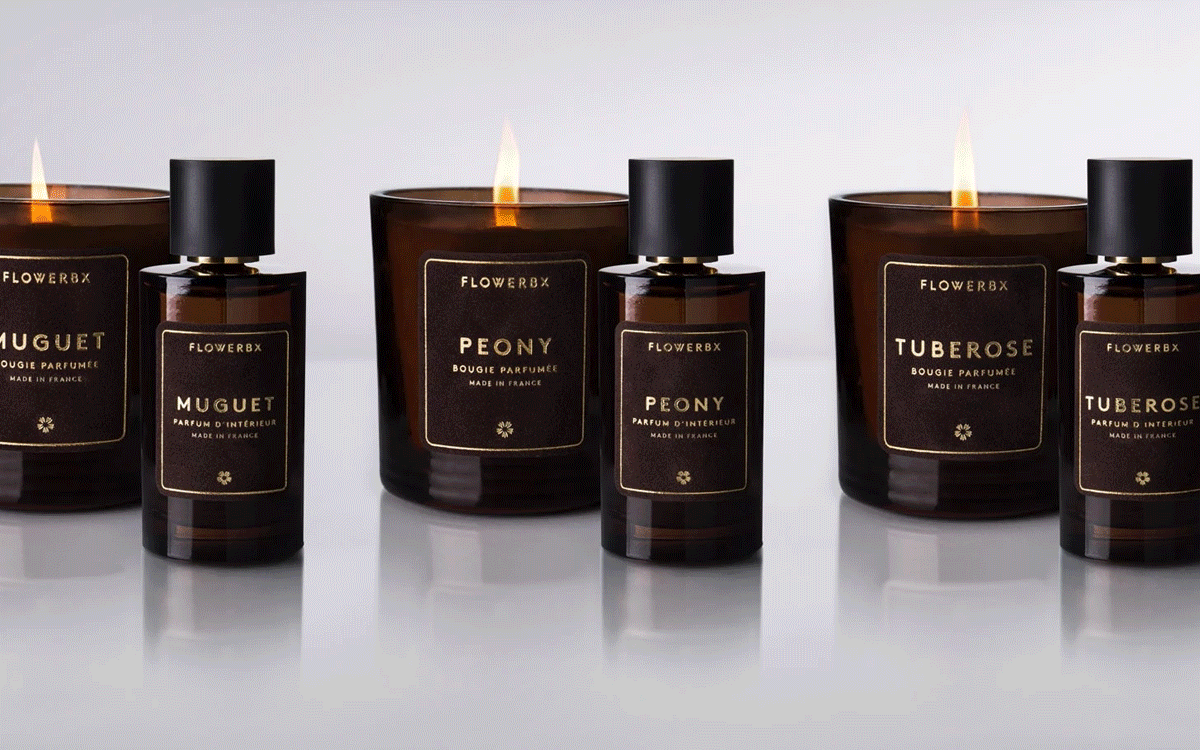 FLOWERBX
MUGUET
BOUGIE PARFUMÉE
MADE IN FRANCE
FLOWERBX
MUGUET
PARFUM D'INTÉRIEUR
MADE IN FRANCE
FLOWERBX
PEONY
BOUGIE PARFUMÉE
MADE IN FRANCE
FLOWERBX
PEONY
PARFUM D'INTÉRIEUR
MADE IN FRANCE
FLOWERBX
TUBEROSE
BOUGIE PARFUMÉE
MADE IN FRANCE
FLOWERBX
TUBEROSE
PARFUM D'INTÉRIEUR
MADE IN FRANCE